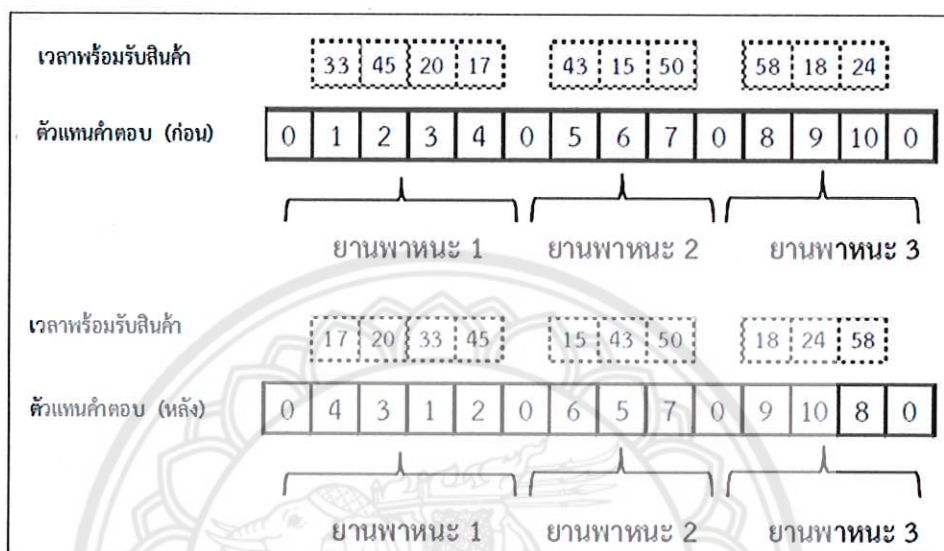 เวลาพร้อมรับสินค้า 33 45 20 17 43 15 50 58 18 24
ตัวแทนคำตอบ (ก่อน) 0 1 2 3 4 0 5 6 7 0 8 9 10 0
ยานพาหนะ 1 ยานพาหนะ 2 ยานพาหนะ 3
เวลาพร้อมรับสินค้า 17 20 33 45 15 43 50 18 24 58
ตัวแทนคำตอบ (หลัง) 0 4 3 1 2 0 6 5 7 0 9 10 8 0
ยานพาหนะ 1 ยานพาหนะ 2 ยานพาหนะ 3